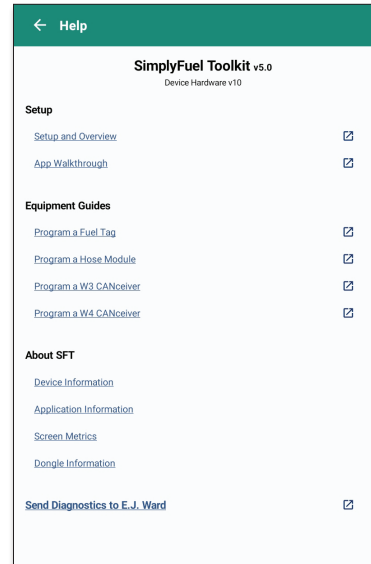 Help
SimplyFuel Toolkit v5.0
Device Hardware v10
Setup
Setup and Overview
App Walkthrough
Equipment Guides
Program a Fuel Tag
Program a Hose Module
Program a W3 CANceiver
Program a W4 CANceiver
About SFT
Device Information
Application Information
Screen Metrics
Dongle Information
Send Diagnostics to E.J. Ward